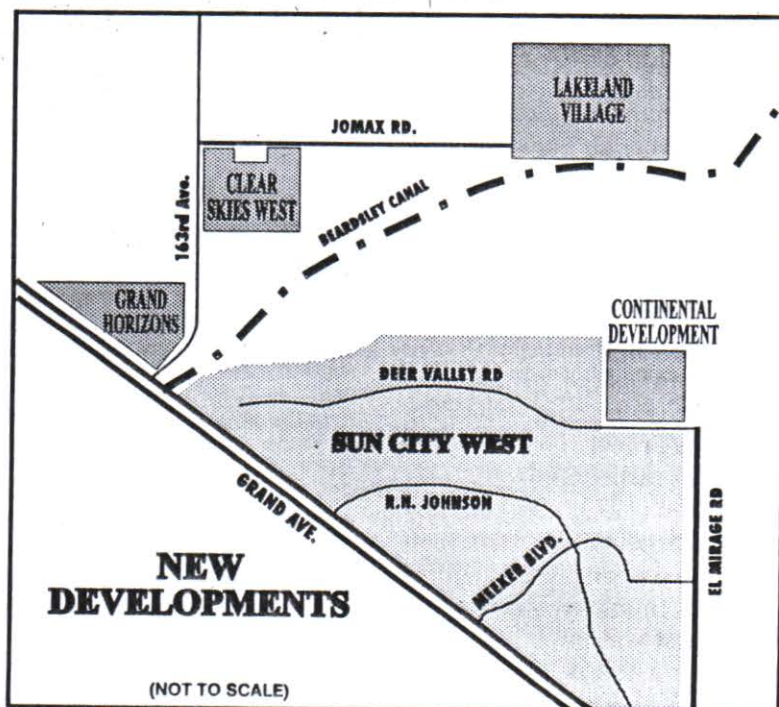 LAKELAND
VILLAGE
JOMAX RD.
CLEAR
SKIES WEST
163rd Ave.
BEARDSLEY CANAL
GRAND
HORIZONS
CONTINENTAL
DEVELOPMENT
DEER VALLEY RD
SUN CITY WEST
R.H. JOHNSON
GRAND AVE.
MEEKER BLVD.
EL MIRAGE RD
NEW
DEVELOPMENTS
(NOT TO SCALE)